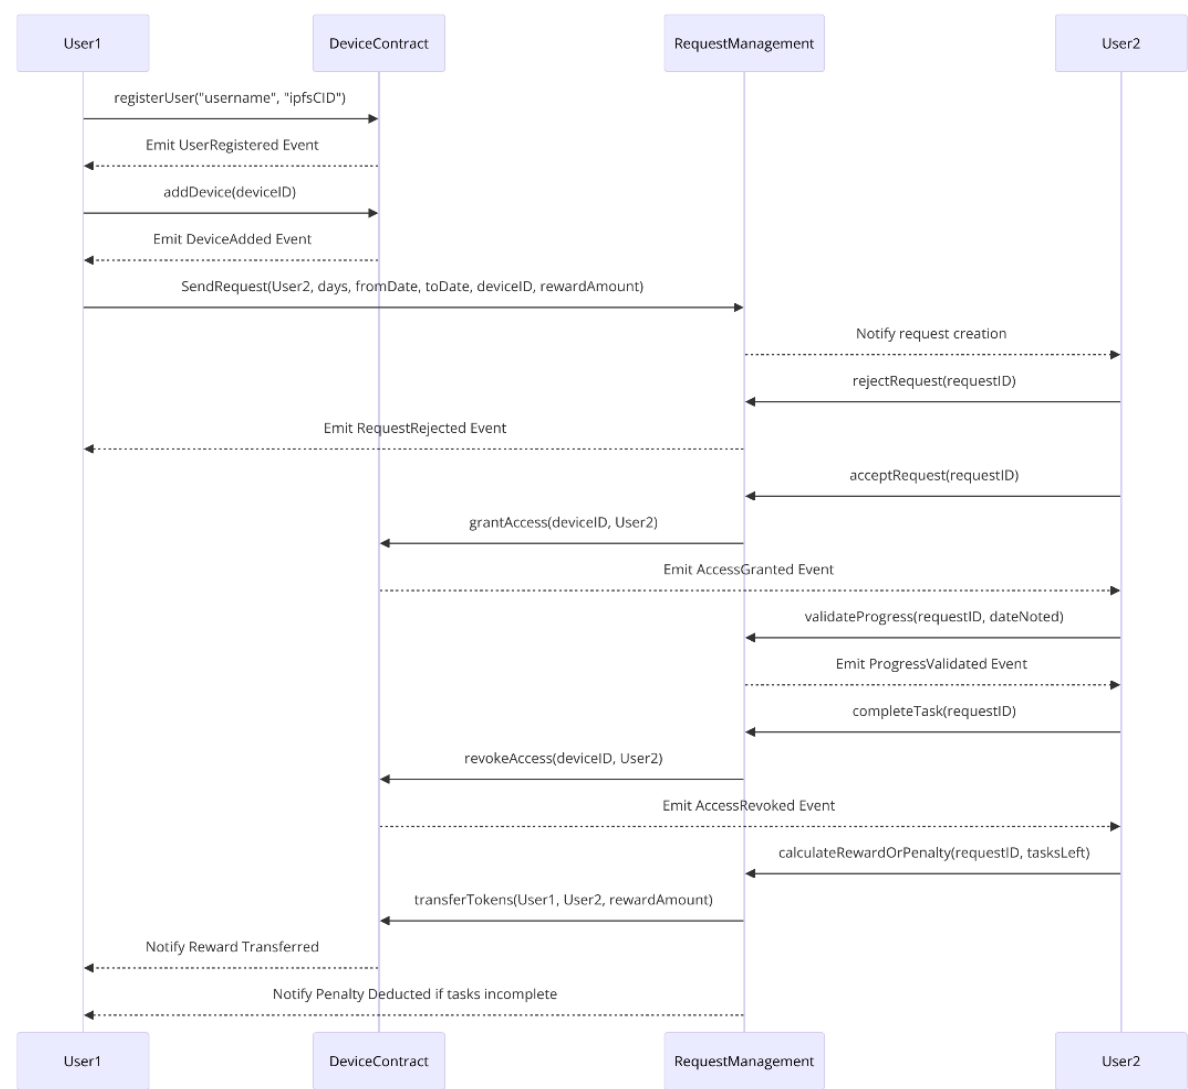 User1
DeviceContract
RequestManagement
User2
registerUser("username", "ipfsCID")
Emit UserRegistered Event
addDevice(deviceID)
Emit DeviceAdded Event
SendRequest(User2, days, fromDate, toDate, deviceID, rewardAmount)
Notify request creation
rejectRequest(requestID)
Emit RequestRejected Event
acceptRequest(requestID)
grantAccess(deviceID, User2)
Emit AccessGranted Event
validateProgress(requestID, dateNoted)
Emit ProgressValidated Event
completeTask(requestID)
revokeAccess(deviceID, User2)
Emit AccessRevoked Event
calculateRewardOrPenalty(requestID, tasksLeft)
transferTokens(User1, User2, rewardAmount)
Notify Reward Transferred
Notify Penalty Deducted if tasks incomplete
User1
DeviceContract
RequestManagement
User2